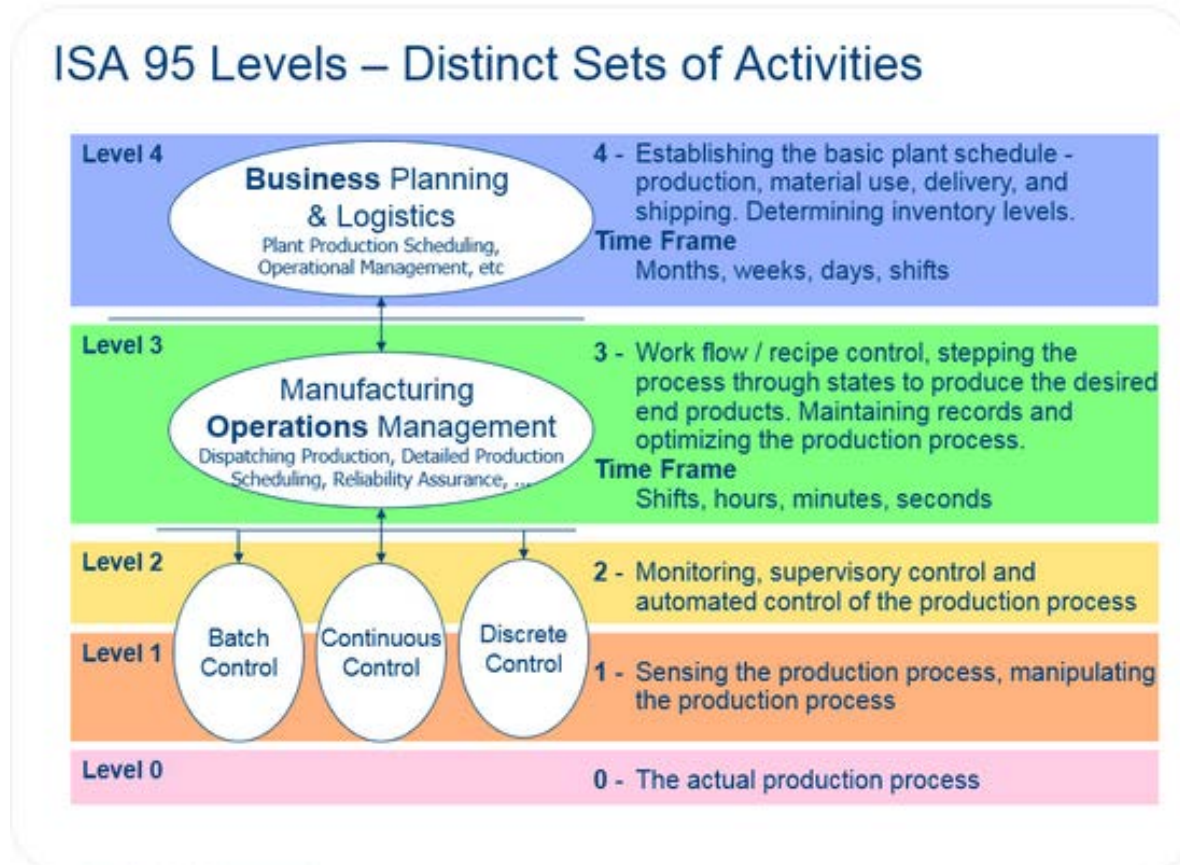 ISA 95 Levels – Distinct Sets of Activities
Level 4
Business Planning
& Logistics
Plant Production Scheduling,
Operational Management, etc
4 - Establishing the basic plant schedule -
production, material use, delivery, and
shipping. Determining inventory levels.
Time Frame
Months, weeks, days, shifts
Level 3
Manufacturing
Operations Management
Dispatching Production, Detailed Production
Scheduling, Reliability Assurance, ...
3 - Work flow / recipe control, stepping the
process through states to produce the desired
end products. Maintaining records and
optimizing the production process.
Time Frame
Shifts, hours, minutes, seconds
Level 2
2 - Monitoring, supervisory control and
automated control of the production process
Batch
Control
Continuous
Control
Discrete
Control
Level 1
1 - Sensing the production process, manipulating
the production process
Level 0
0 - The actual production process